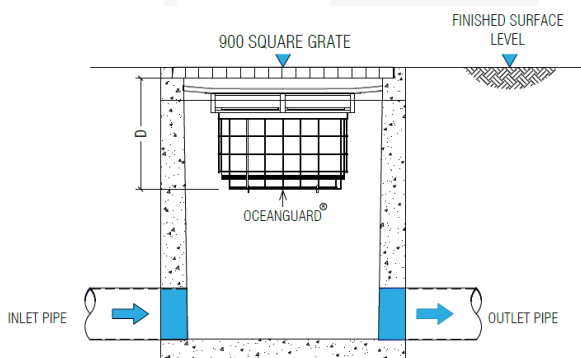 900 SQUARE GRATE
FINISHED SURFACE
LEVEL
D
OCEANGUARD®
INLET PIPE
OUTLET PIPE